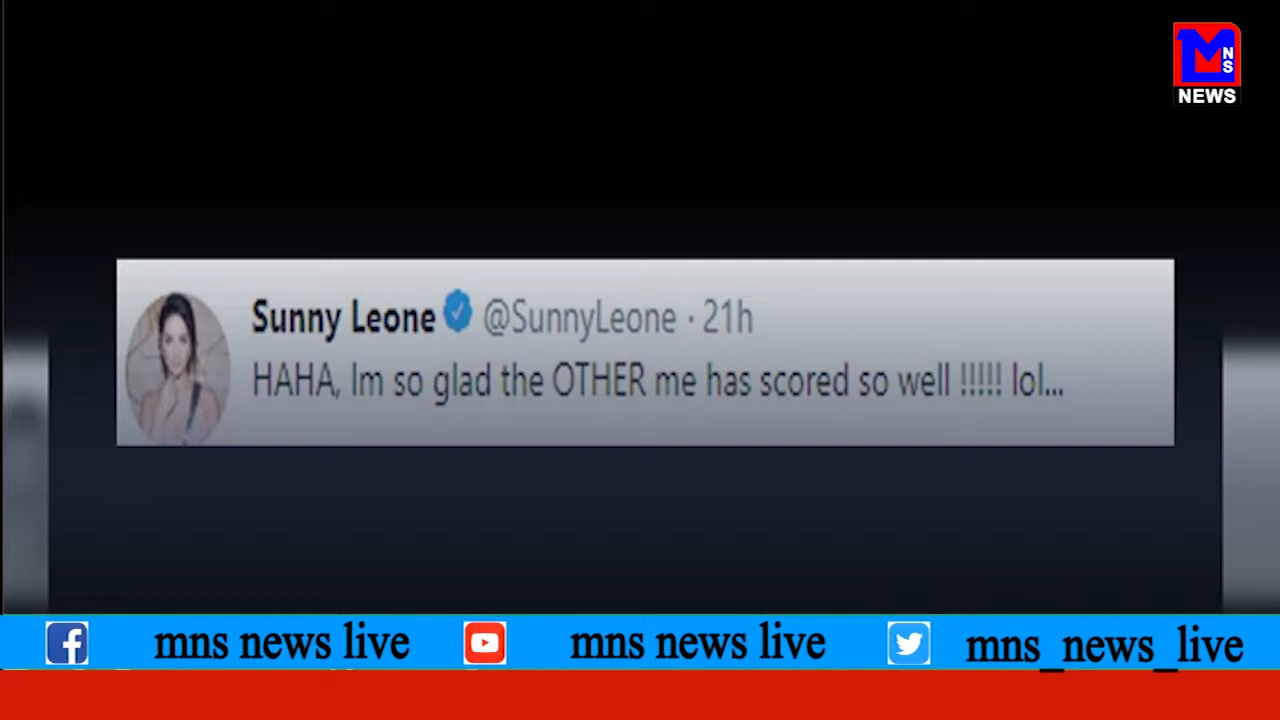 M NS
NEWS
Sunny Leone @SunnyLeone · 21h
HAHA, Im so glad the OTHER me has scored so well !!!!! lol...
mns news live mns news live mns_news_live